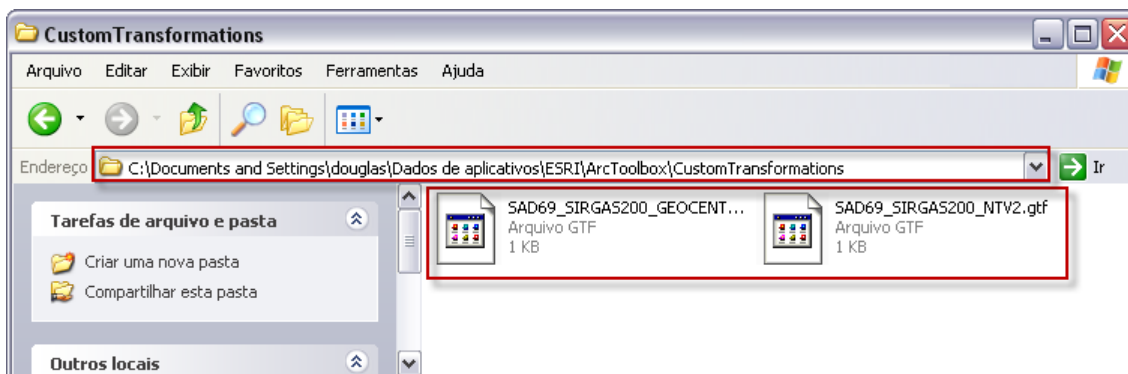 CustomTransformations
Arquivo Editar Exibir Favoritos Ferramentas Ajuda
Endereço C:\Documents and Settings\douglas\Dados de aplicativos\ESRI\ArcToolbox\CustomTransformations Ir
Tarefas de arquivo e pasta
Criar uma nova pasta
Compartilhar esta pasta
Outros locais
SAD69_SIRGAS200_GEOCENT...
Arquivo GTF
1 KB
SAD69_SIRGAS200_NTV2.gtf
Arquivo GTF
1 KB